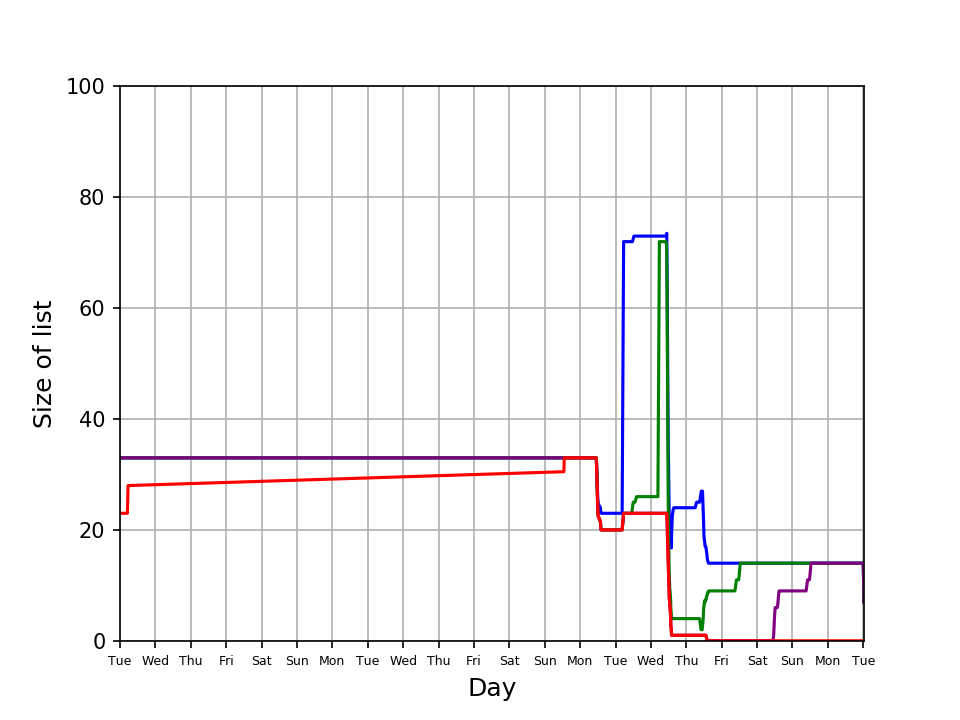 100
80
60
40
20
0
Size of list
Tue Wed Thu Fri Sat Sun Mon Tue Wed Thu Fri Sat Sun Mon Tue Wed Thu Fri Sat Sun Mon Tue
Day